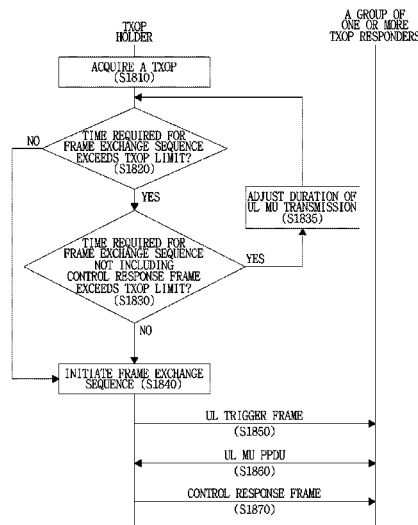 TXOP
HOLDER
A GROUP OF
ONE OR MORE
TXOP RESPONDERS
ACQUIRE A TXOP
(S1810)
NO
TIME REQUIRED FOR
FRAME EXCHANGE SEQUENCE
EXCEEDS TXOP LIMIT?
(S1820)
YES
ADJUST DURATION OF
UL MU TRANSMISSION
(S1835)
TIME REQUIRED FOR
FRAME EXCHANGE SEQUENCE
NOT INCLUDING
CONTROL RESPONSE FRAME
EXCEEDS TXOP LIMIT?
(S1830)
YES
NO
INITIATE FRAME EXCHANGE
SEQUENCE (S1840)
UL TRIGGER FRAME
(S1850)
UL MU PPDU
(S1860)
CONTROL RESPONSE FRAME
(S1870)